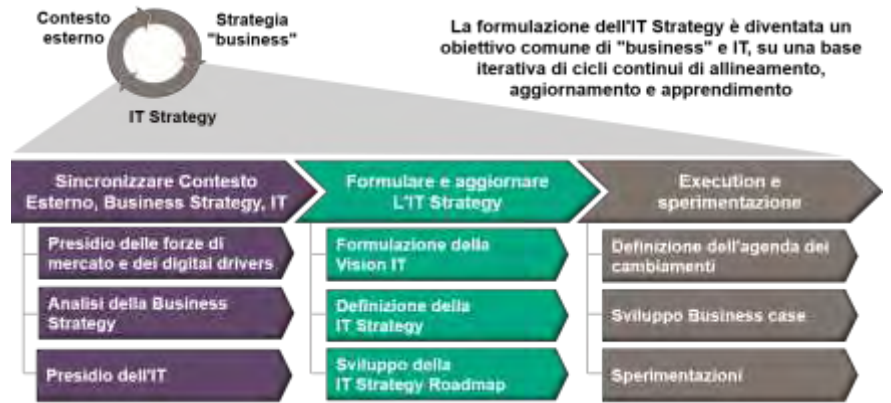 Contesto
esterno
Strategia
"business"
IT Strategy
La formulazione dell'IT Strategy è diventata un
obiettivo comune di "business" e IT, su una base
iterativa di cicli continui di allineamento,
aggiornamento e apprendimento
Sincronizzare Contesto
Esterno, Business Strategy, IT
Presidio delle forze di
mercato e dei digital drivers
Analisi della Business
Strategy
Presidio dell'IT
Formulare e aggiornare
L'IT Strategy
Formulazione della
Vision IT
Definizione della
IT Strategy
Sviluppo della
IT Strategy Roadmap
Execution e
sperimentazione
Definizione dell'agenda dei
cambiamenti
Sviluppo Business case
Sperimentazioni